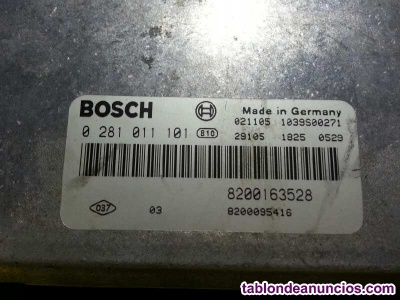 BOSCH
Made in Germany
0 281 011 101 810
021105 1039S00271
29105 1825 0529
8200163528
037 03 8200095416
tablondeanuncios.com